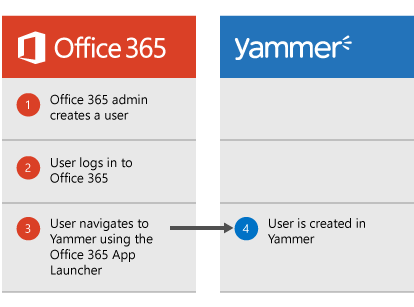 Office 365
yammer
1
Office 365 admin
creates a user
2
User logs in to
Office 365
3
User navigates to
Yammer using the
Office 365 App
Launcher
4
User is created in
Yammer